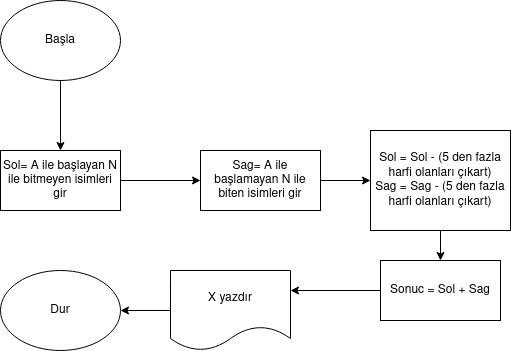 Başla
Sol= A ile başlayan N
ile bitmeyen isimleri
gir
Sag= A ile
başlamayan N ile
biten isimleri gir
Sol = Sol - (5 den fazla
harfi olanları çıkart)
Sag = Sag - (5 den fazla
harfi olanları çıkart)
Sonuc = Sol + Sag
X yazdır
Dur